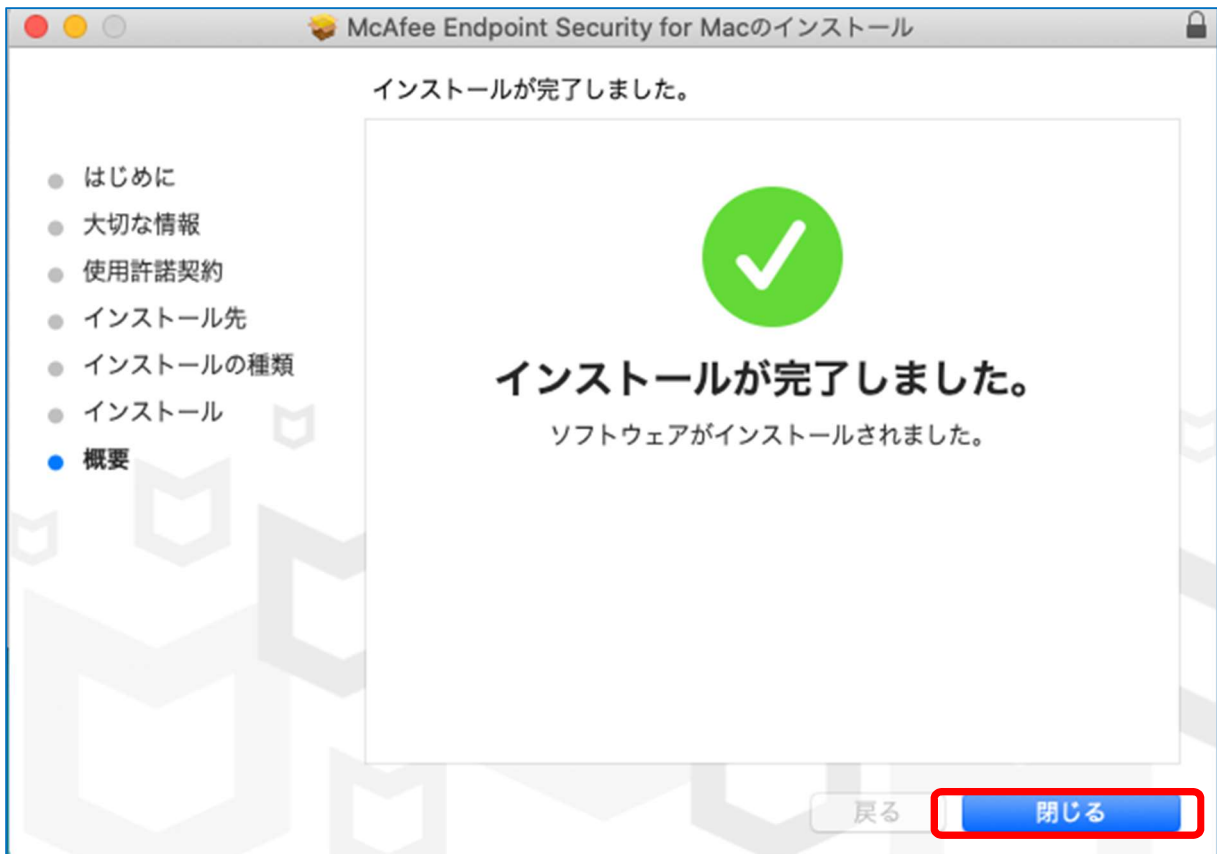 McAfee Endpoint Security for Macのインストール
インストールが完了しました。
はじめに
大切な情報
使用許諾契約
インストール先
インストールの種類
インストール
概要
インストールが完了しました。
ソフトウェアがインストールされました。
戻る
閉じる